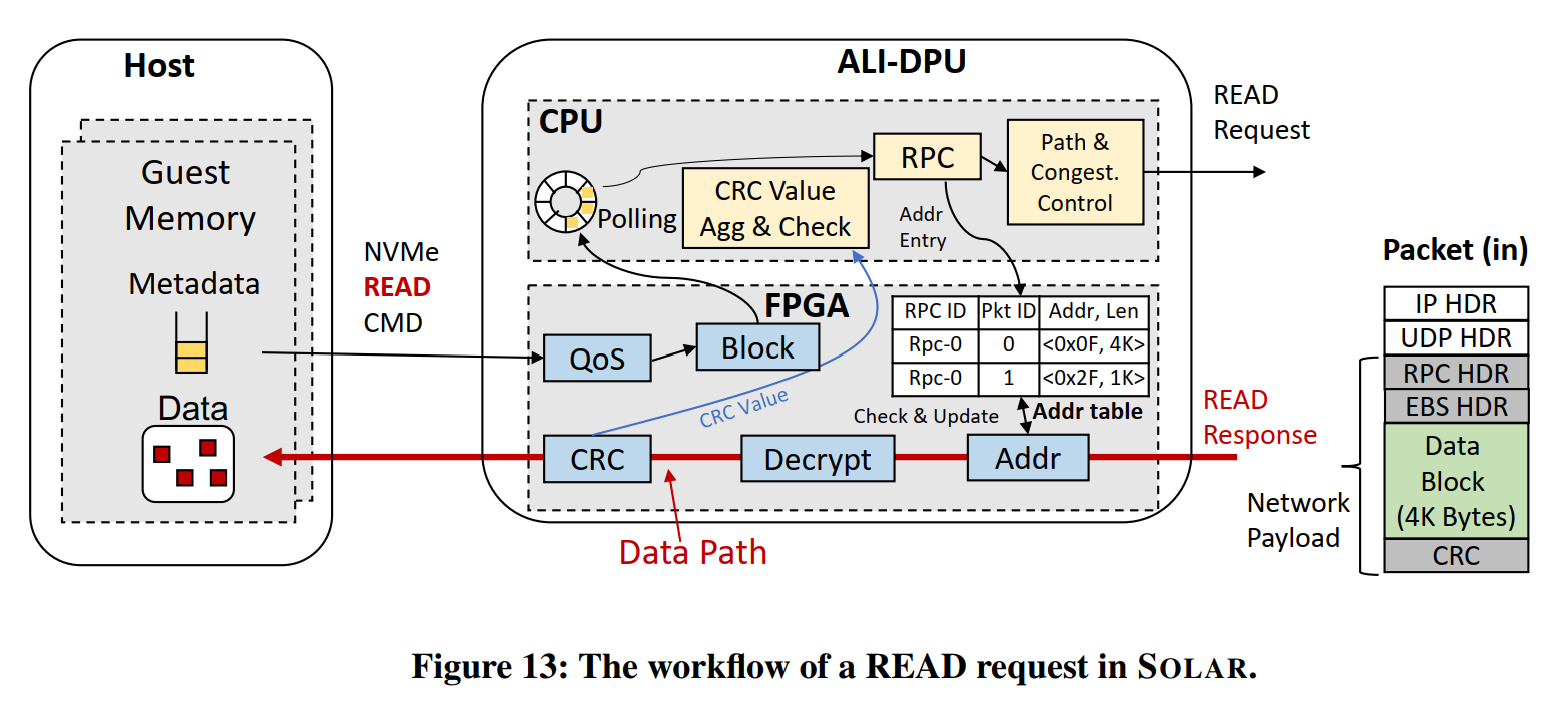 Host
Guest
Memory
Metadata
Data
NVMe
READ
CMD
ALI-DPU
CPU
Polling
CRC Value
Agg & Check
RPC
Path &
Congest.
Control
Addr
Entry
READ
Request
FPGA
QoS
Block
RPC ID Pkt ID Addr, Len
Rpc-0 0 <0x0F, 4K>
Rpc-0 1 <0x2F, 1K>
CRC Value
Check & Update
Addr table
CRC
Decrypt
Addr
READ
Response
Data Path
Packet (in)
IP HDR
UDP HDR
RPC HDR
EBS HDR
Data
Block
(4K Bytes)
CRC
Network
Payload
Figure 13: The workflow of a READ request in SOLAR.